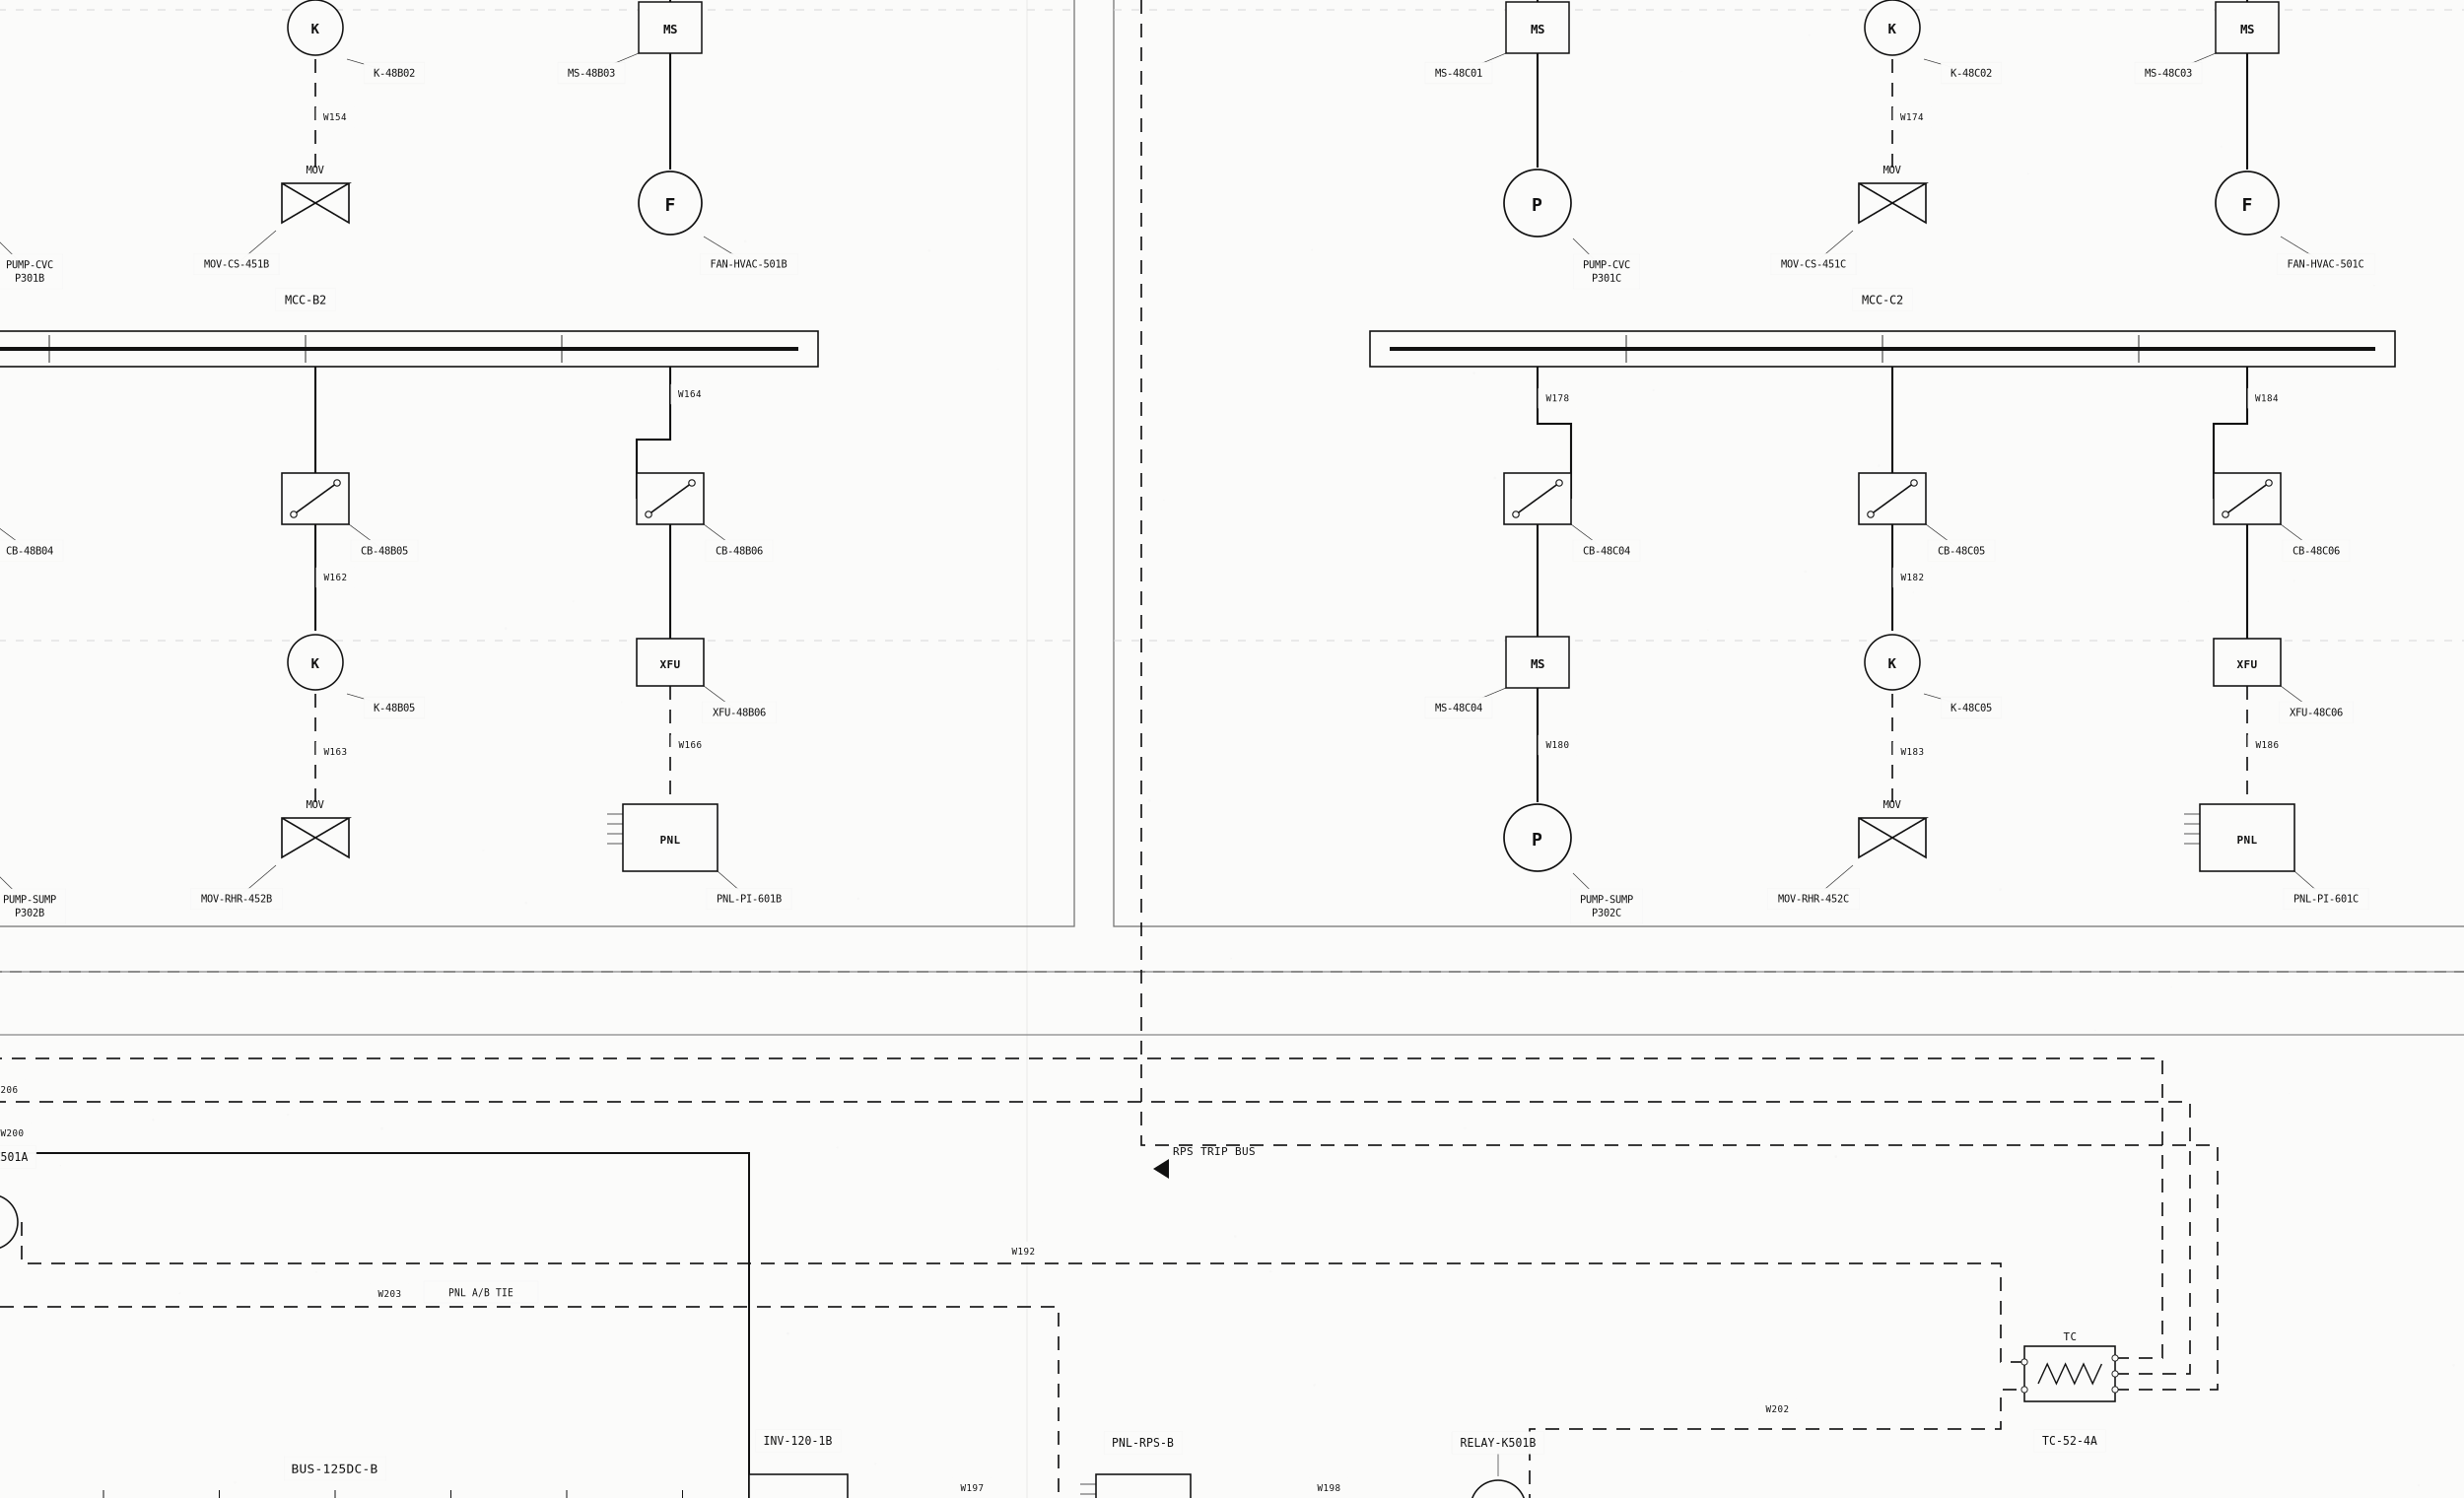 K
MS
MS
K
MS
K-48B02
MS-48B03
MS-48C01
K-48C02
MS-48C03
W154
W174
MOV
MOV
F
P
F
PUMP-CVC
P301B
MOV-CS-451B
FAN-HVAC-501B
PUMP-CVC
P301C
MOV-CS-451C
FAN-HVAC-501C
MCC-B2
MCC-C2
W164
W178
W184
CB-48B04
CB-48B05
CB-48B06
CB-48C04
CB-48C05
CB-48C06
W162
W182
K
XFU
MS
K
XFU
K-48B05
XFU-48B06
MS-48C04
K-48C05
XFU-48C06
W163
W166
W180
W183
W186
MOV
MOV
PNL
P
PNL
PUMP-SUMP
P302B
MOV-RHR-452B
PNL-PI-601B
PUMP-SUMP
P302C
MOV-RHR-452C
PNL-PI-601C
206
W200
501A
RPS TRIP BUS
W192
W203
PNL A/B TIE
TC
W202
INV-120-1B
PNL-RPS-B
RELAY-K501B
TC-52-4A
BUS-125DC-B
W197
W198